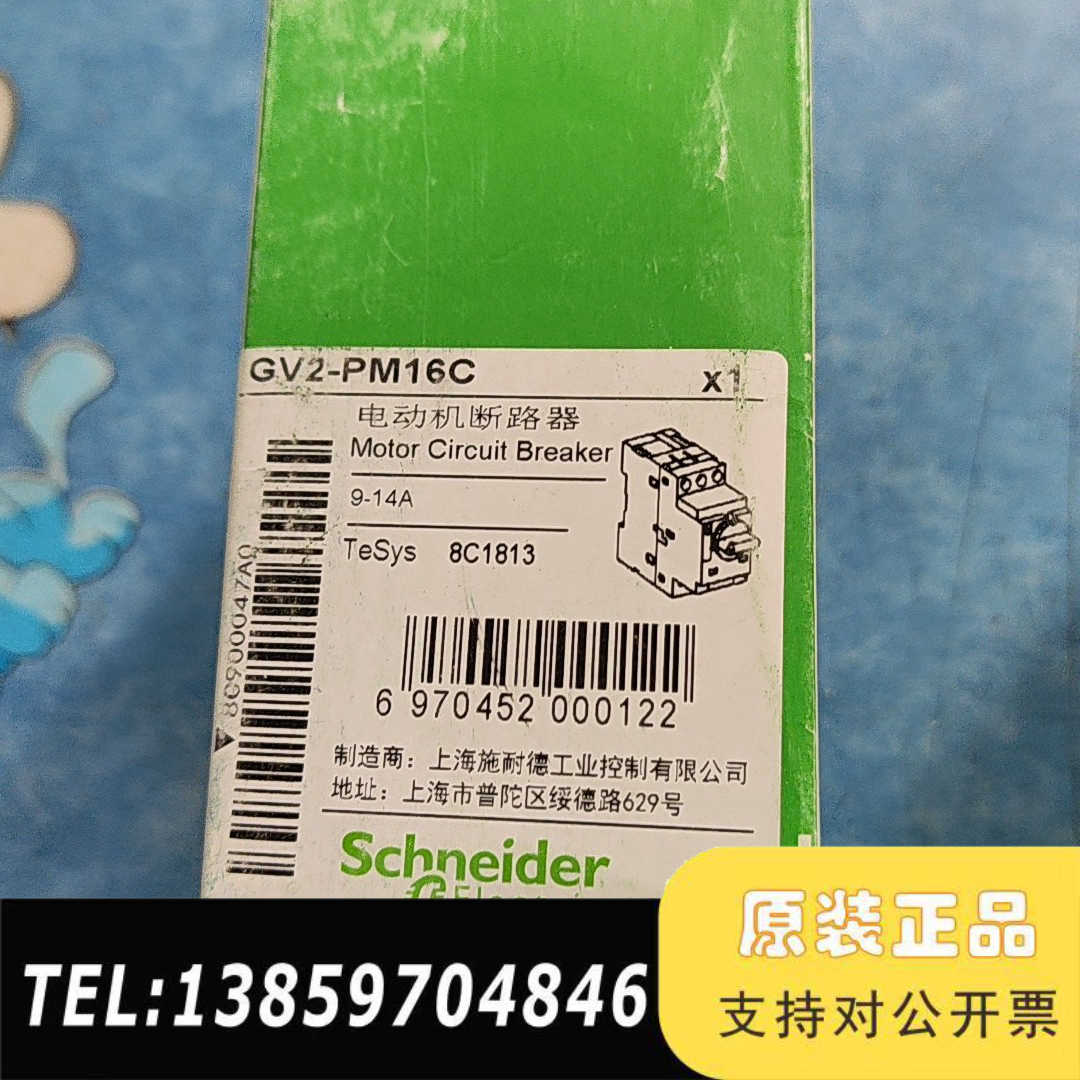 GV2-PM16C
x1
电动机断路器
Motor Circuit Breaker
9-14A
TeSys 8C1813
8C900047AQ
6 970452 000122
制造商：上海施耐德工业控制有限公司
地址：上海市普陀区绥德路629号
Schneider
Electric
TEL:13859704846
原装正品
支持对公开票